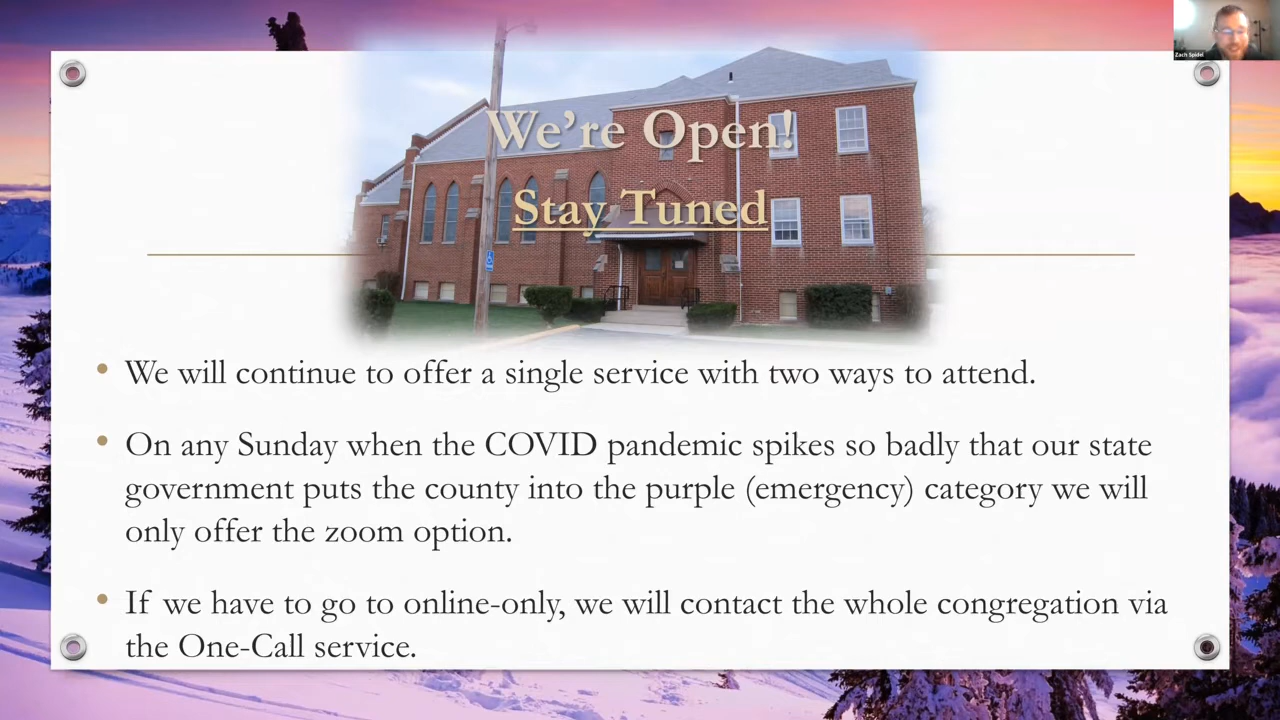 Zach Spidel
We're Open!
Stay Tuned
• We will continue to offer a single service with two ways to attend.
• On any Sunday when the COVID pandemic spikes so badly that our state
government puts the county into the purple (emergency) category we will
only offer the zoom option.
• If we have to go to online-only, we will contact the whole congregation via
the One-Call service.